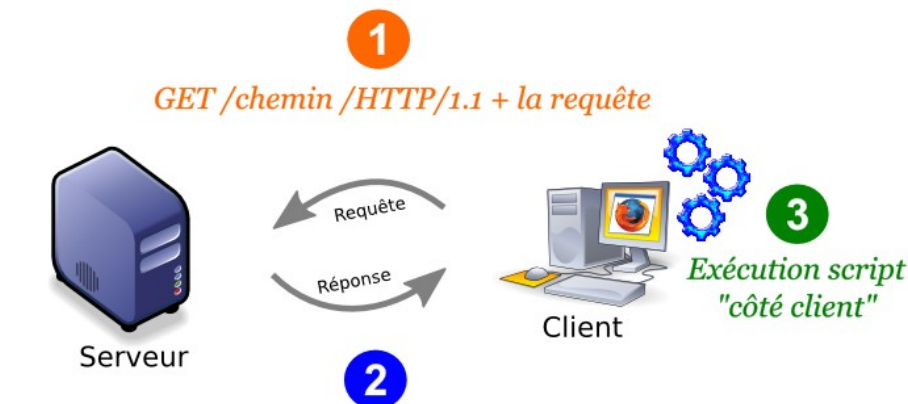 1
GET /chemin /HTTP/1.1 + la requête
Requête
3
Exécution script
"côté client"
Réponse
Client
Serveur
2